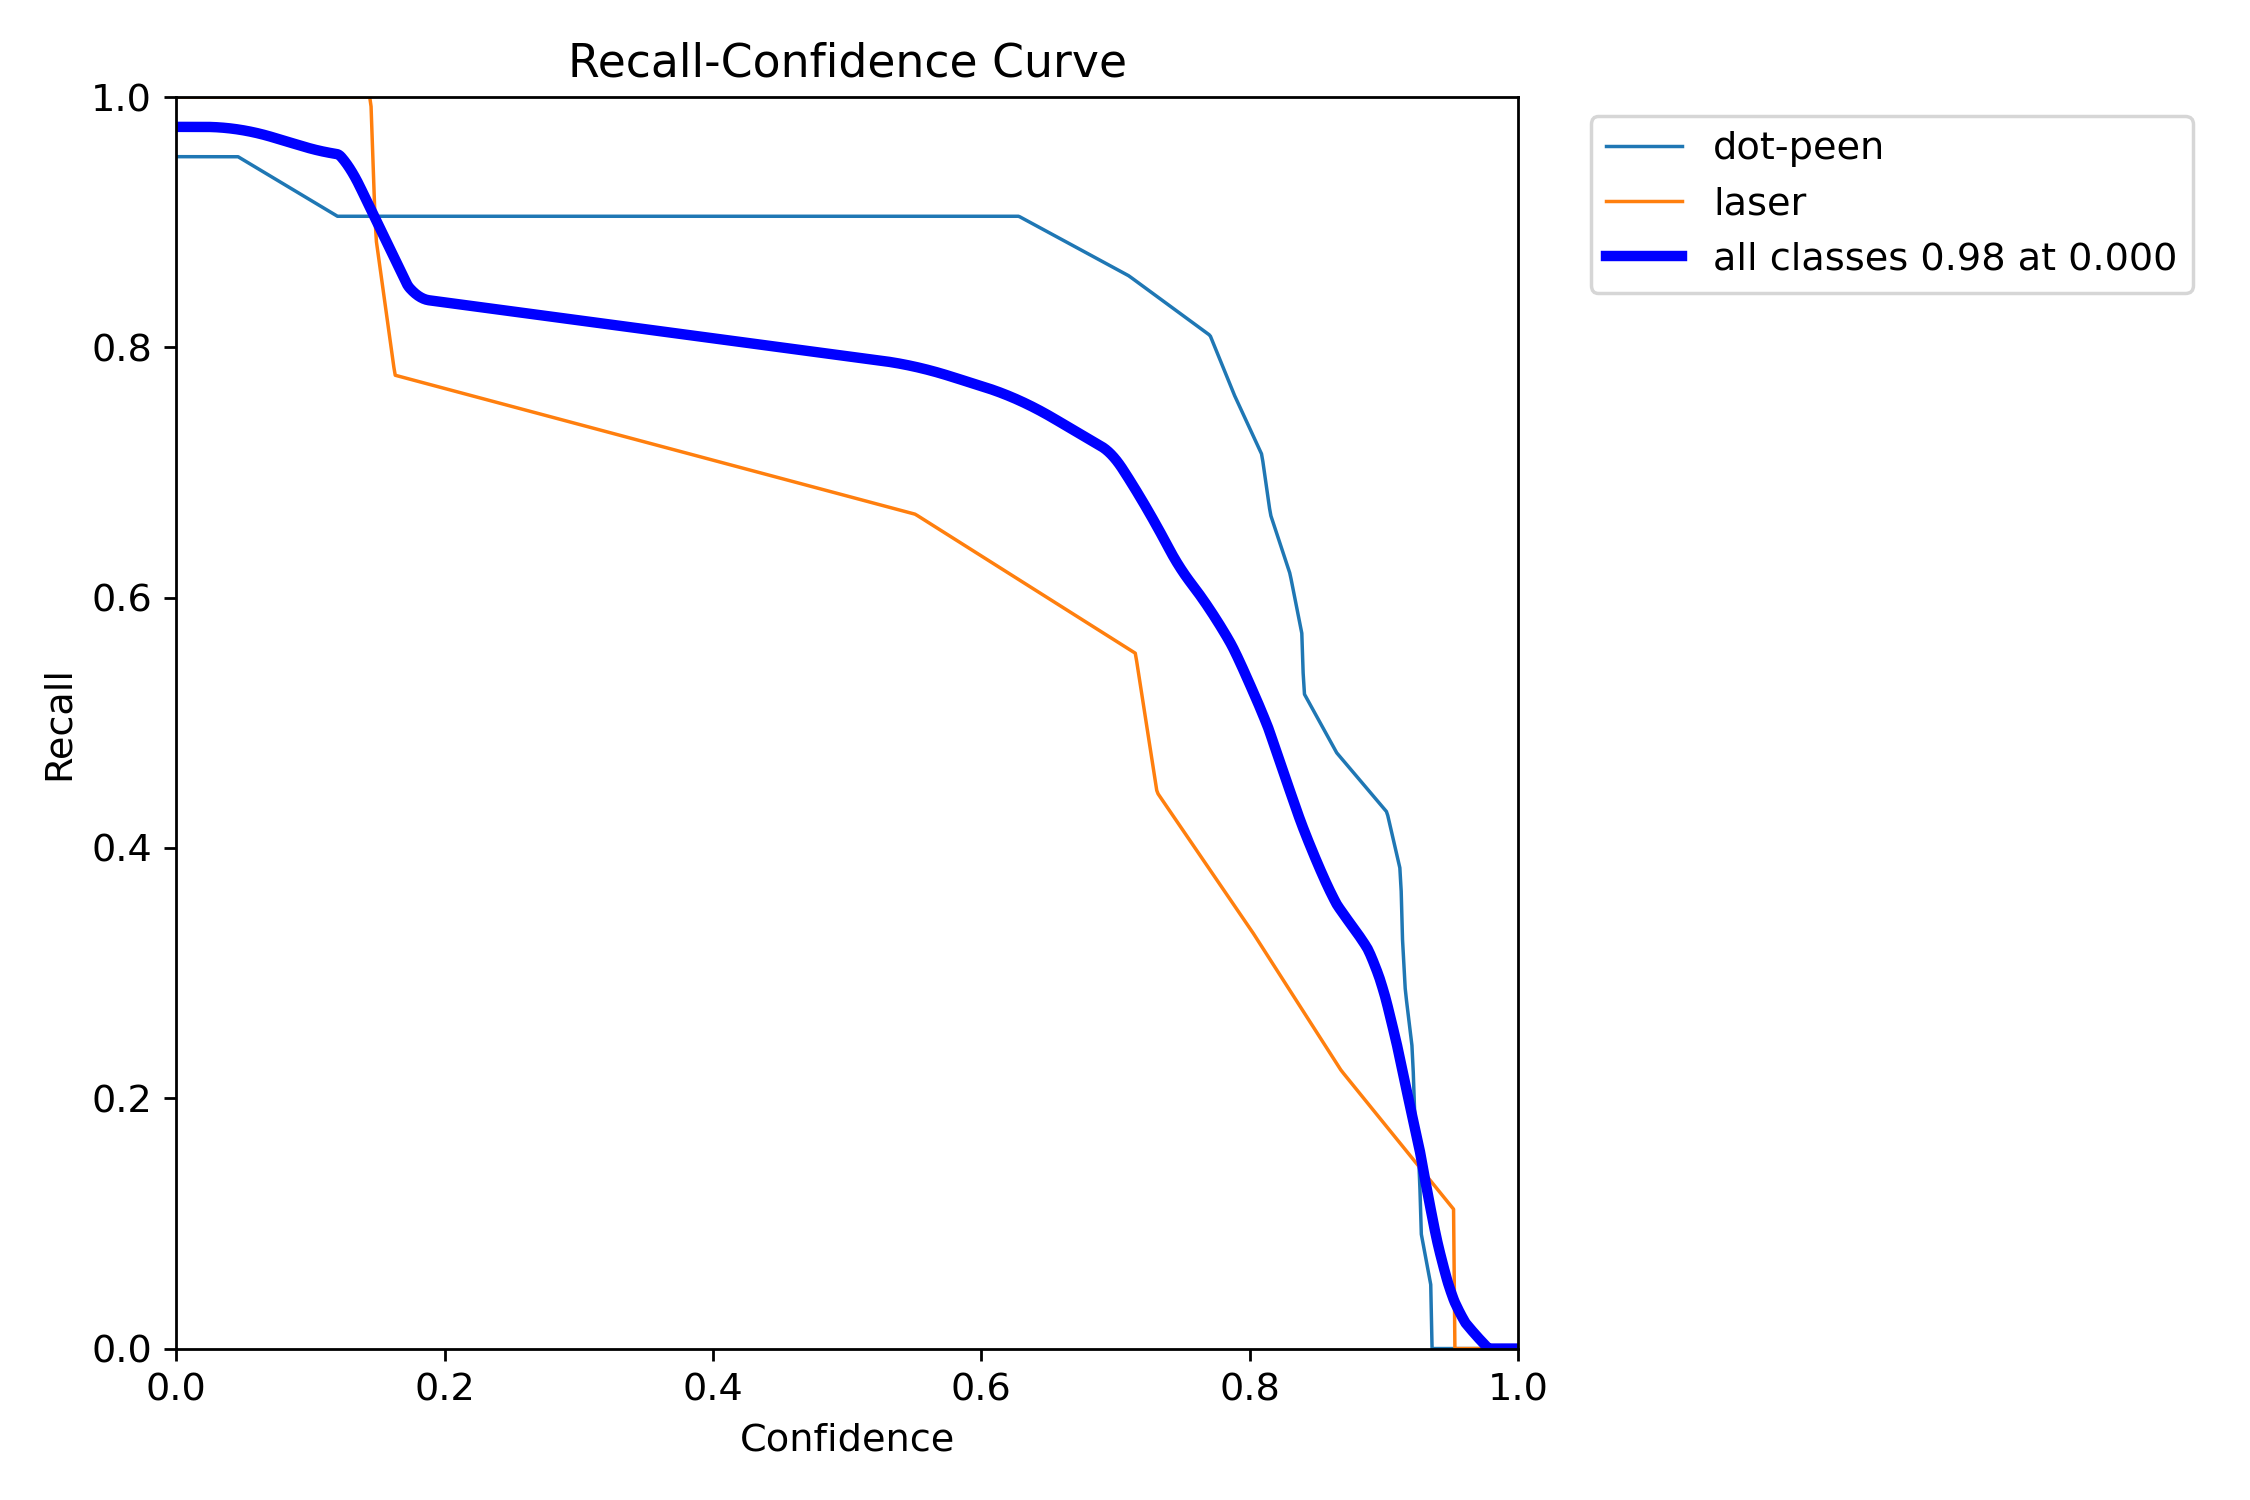 Recall-Confidence Curve
1.0
0.8
0.6
0.4
0.2
0.0
Recall
0.0 0.2 0.4 0.6 0.8 1.0
Confidence
dot-peen
laser
all classes 0.98 at 0.000